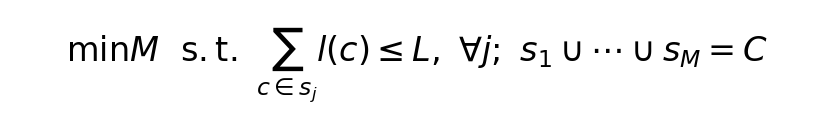 min M s.t. ∑_{c ∈ s_j} l(c) ≤ L, ∀j; s_1 ∪ ⋯ ∪ s_M = C